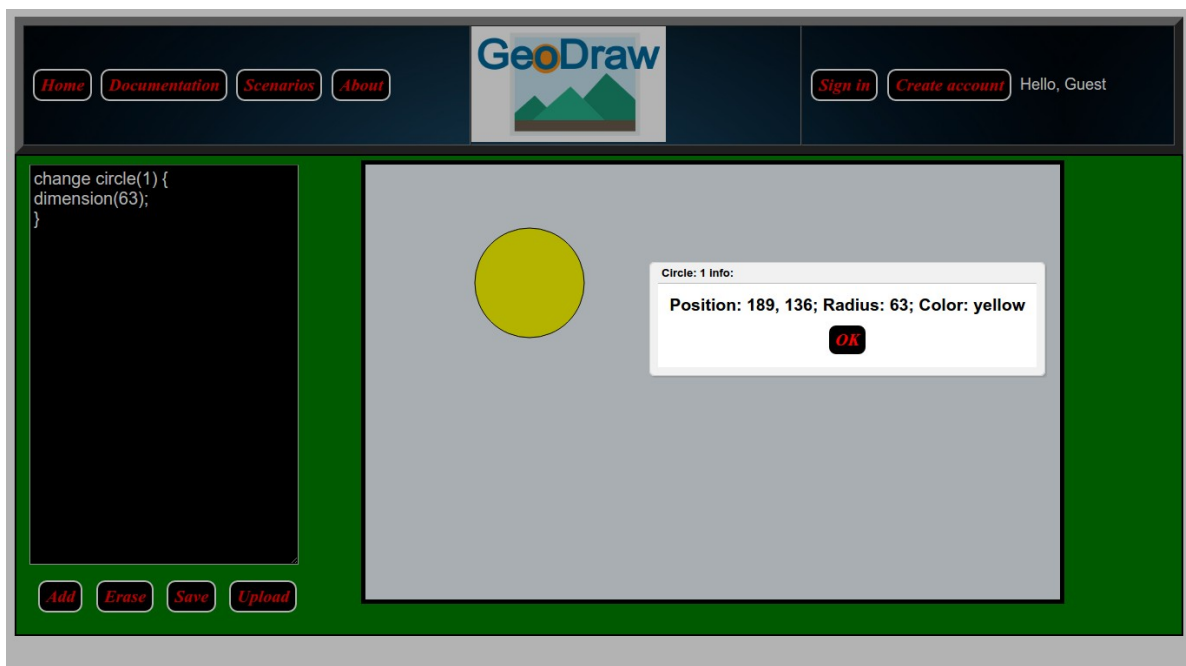 GeoDraw
Home Documentation Scenarios About
Sign in Create account Hello, Guest
change circle(1) {
dimension(63);
}
Circle: 1 info:
Position: 189, 136; Radius: 63; Color: yellow
OK
Add Erase Save Upload